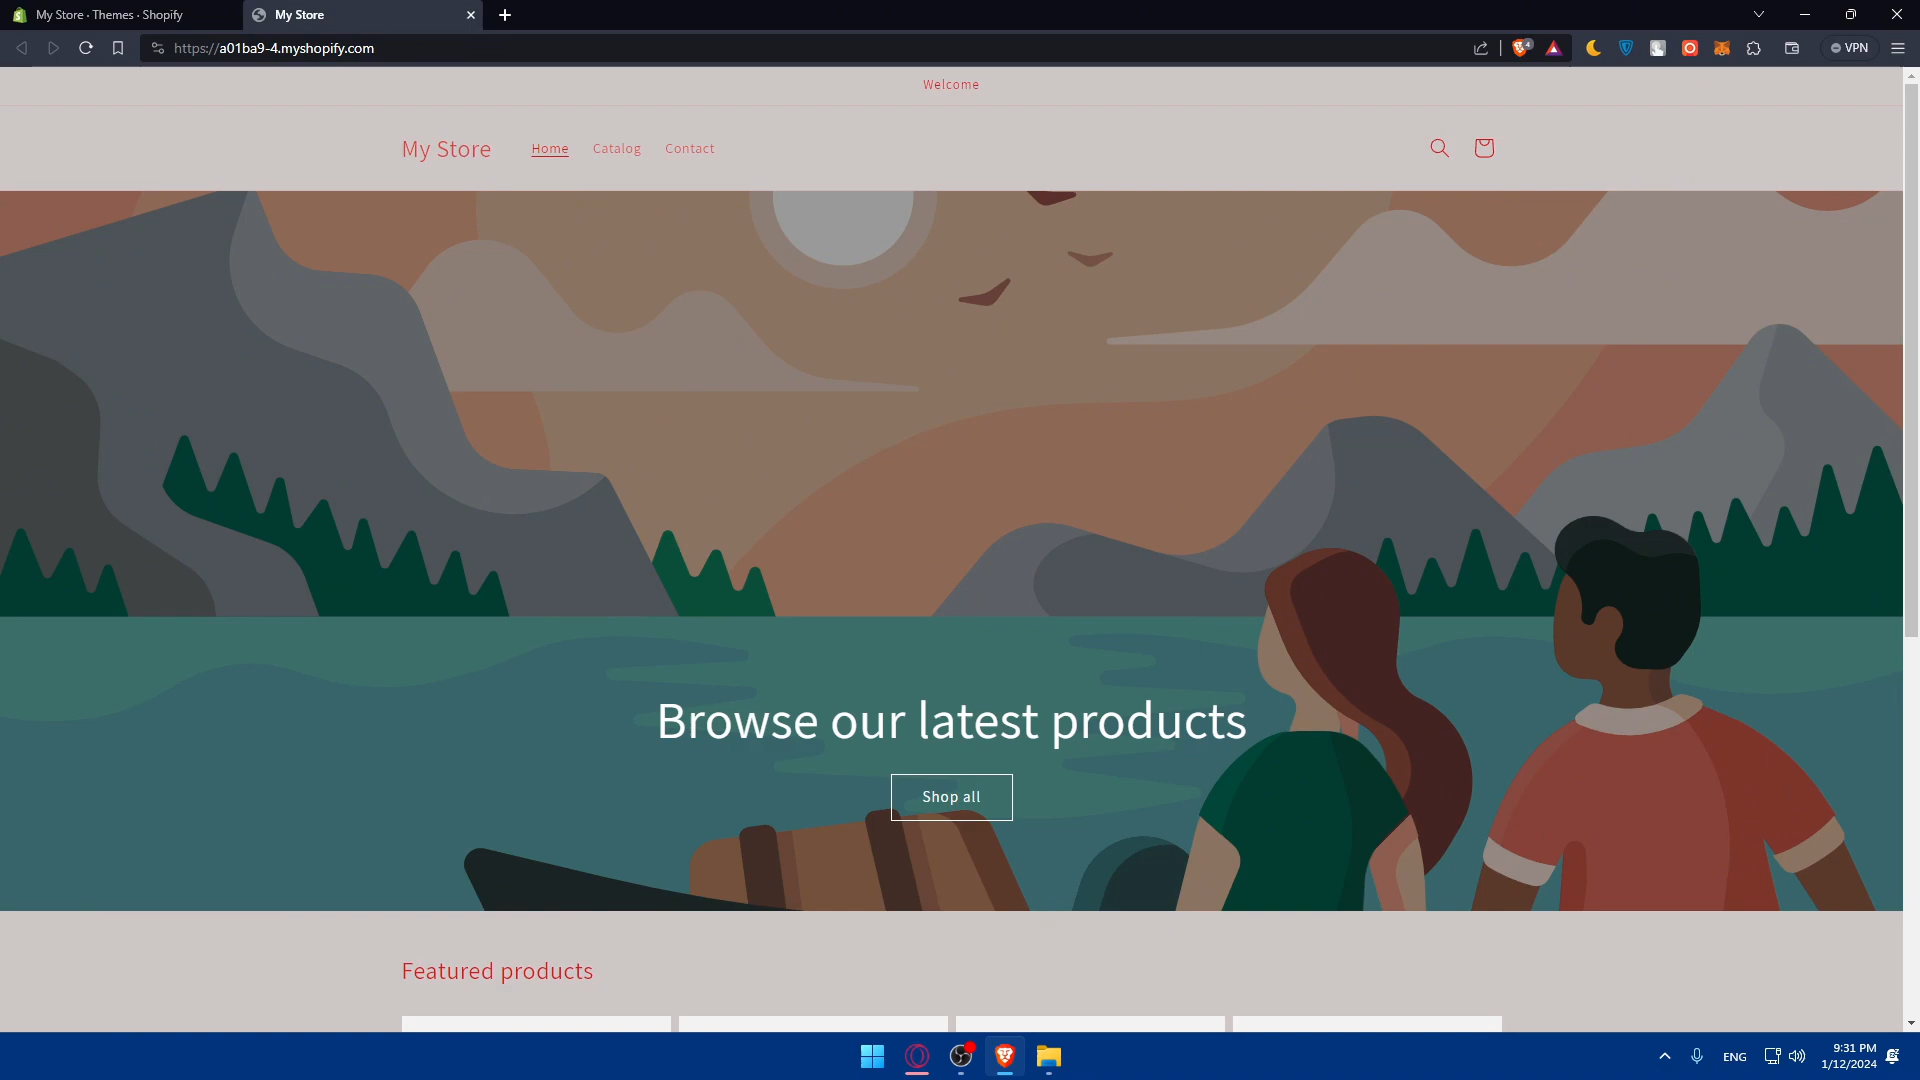 My Store · Themes · Shopify
My Store
https://a01ba9-4.myshopify.com
4
VPN
Welcome
My Store
Home
Catalog
Contact
Browse our latest products
Shop all
Featured products
ENG
9:31 PM
1/12/2024